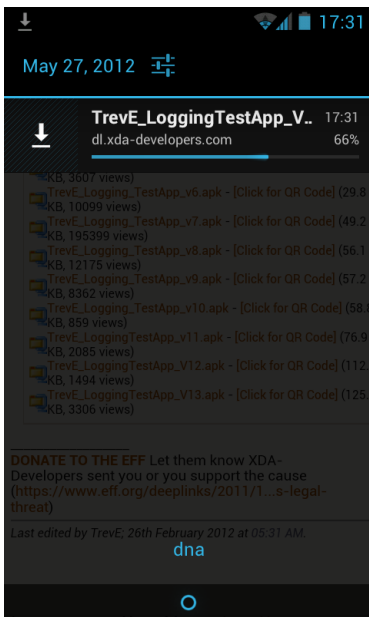 17:31
May 27, 2012
TrevE_LoggingTestApp_V.. 17:31
dl.xda-developers.com 66%
KB, 3607 views)
TrevE_Logging_TestApp_v6.apk - [Click for QR Code] (29.8
KB, 10099 views)
TrevE_Logging_TestApp_v7.apk - [Click for QR Code] (49.2
KB, 195399 views)
TrevE_Logging_TestApp_v8.apk - [Click for QR Code] (56.1
KB, 12175 views)
TrevE_Logging_TestApp_v9.apk - [Click for QR Code] (57.2
KB, 8362 views)
TrevE_Logging_TestApp_v10.apk - [Click for QR Code] (58.8
KB, 859 views)
TrevE_LoggingTestApp_v11.apk - [Click for QR Code] (76.9
KB, 2085 views)
TrevE_LoggingTestApp_V12.apk - [Click for QR Code] (112.
KB, 1494 views)
TrevE_LoggingTestApp_V13.apk - [Click for QR Code] (125.
KB, 3306 views)
DONATE TO THE EFF Let them know XDA-
Developers sent you or you support the cause
(https://www.eff.org/deeplinks/2011/1...s-legal-
threat)
Last edited by TrevE; 26th February 2012 at 05:31 AM.
dna